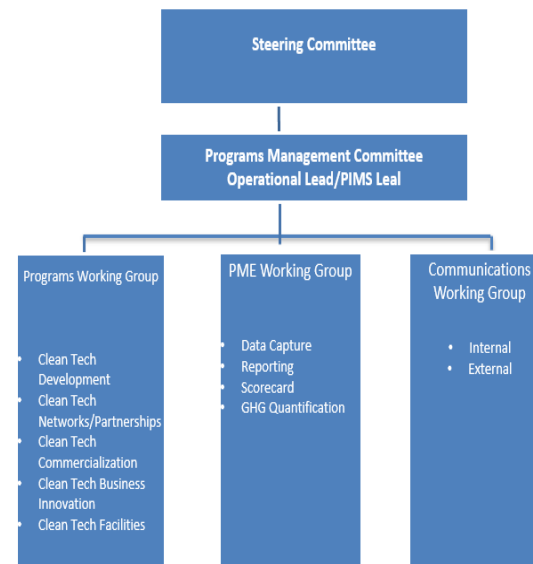 Steering Committee
Programs Management Committee
Operational Lead/PIMS Leal
Programs Working Group
• Clean Tech
Development
• Clean Tech
Networks/Partnerships
• Clean Tech
Commercialization
• Clean Tech Business
Innovation
• Clean Tech Facilities
PME Working Group
• Data Capture
• Reporting
• Scorecard
• GHG Quantification
Communications
Working Group
• Internal
• External